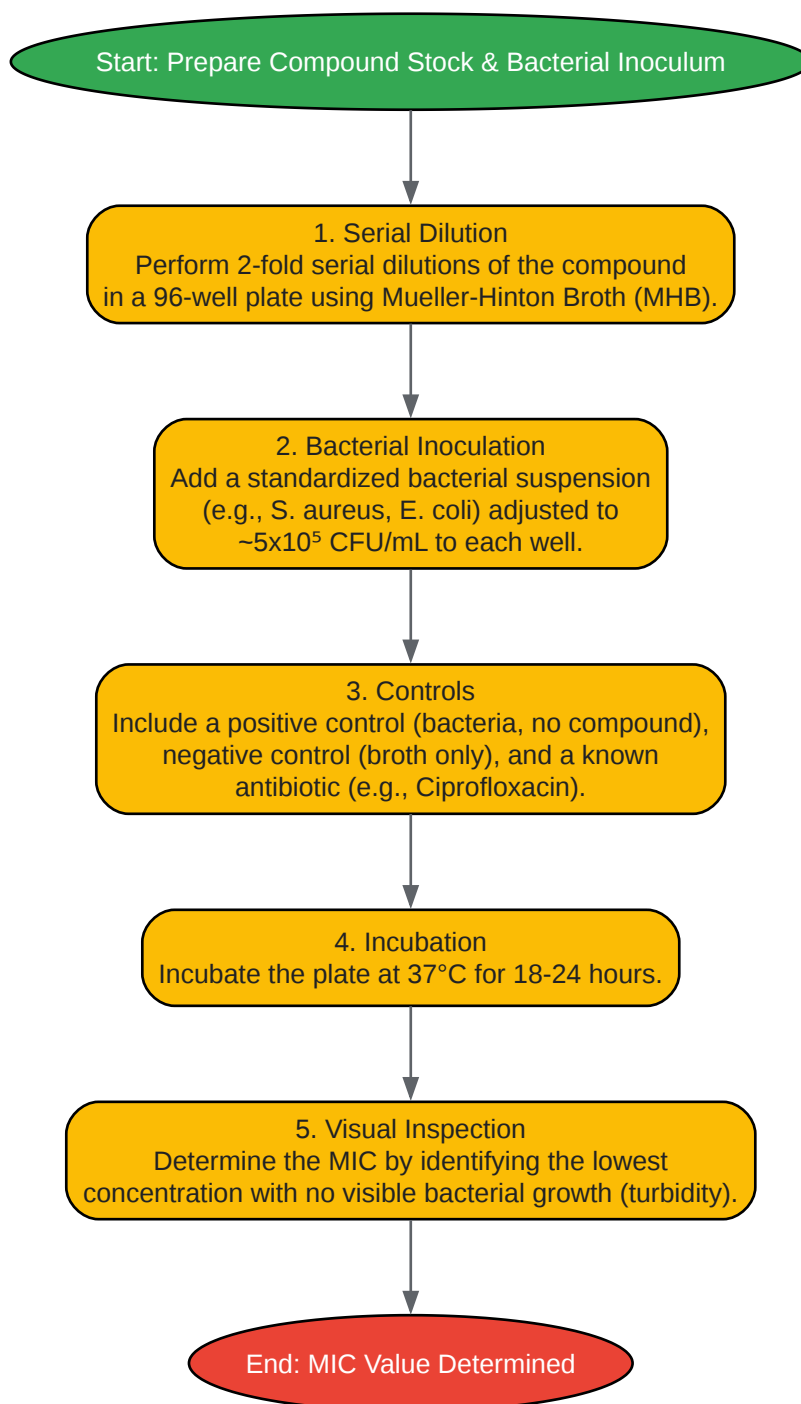 Start: Prepare Compound Stock & Bacterial Inoculum
1. Serial Dilution
Perform 2-fold serial dilutions of the compound
in a 96-well plate using Mueller-Hinton Broth (MHB).
2. Bacterial Inoculation
Add a standardized bacterial suspension
(e.g., S. aureus, E. coli) adjusted to
~5x10⁵ CFU/mL to each well.
3. Controls
Include a positive control (bacteria, no compound),
negative control (broth only), and a known
antibiotic (e.g., Ciprofloxacin).
4. Incubation
Incubate the plate at 37°C for 18-24 hours.
5. Visual Inspection
Determine the MIC by identifying the lowest
concentration with no visible bacterial growth (turbidity).
End: MIC Value Determined